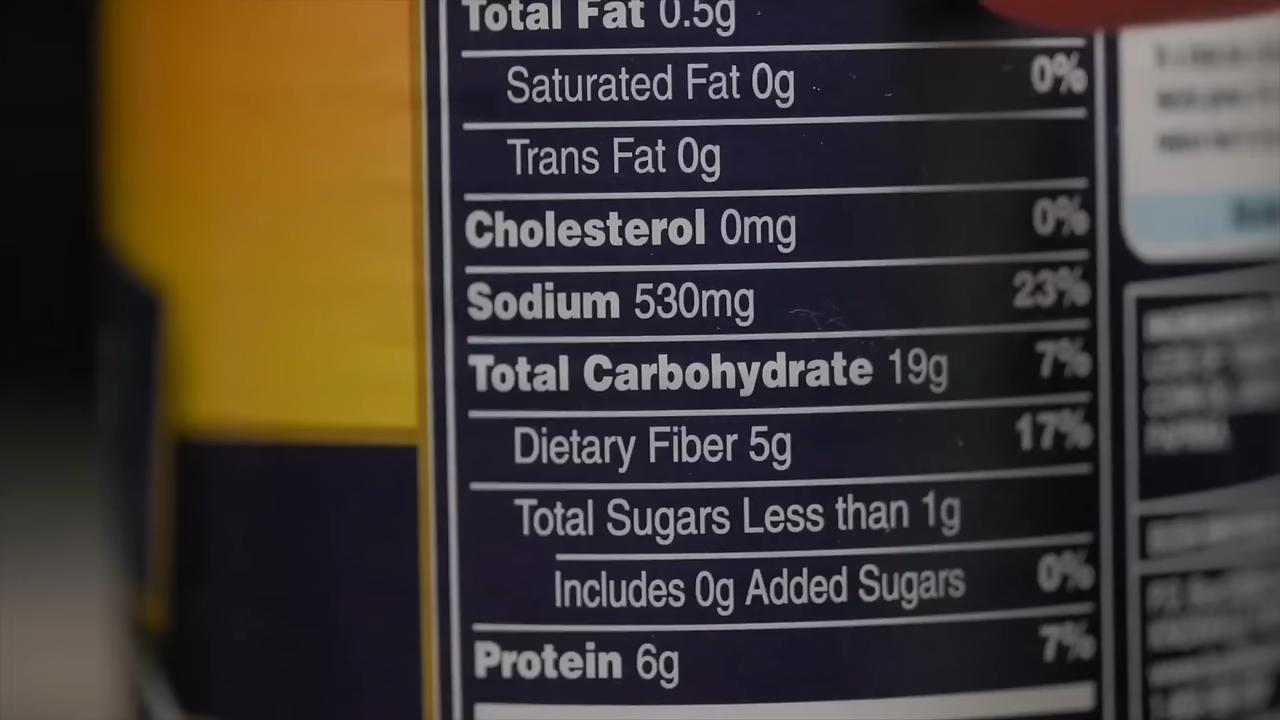 Total Fat 0.5g
Saturated Fat 0g 0%
Trans Fat 0g
Cholesterol 0mg 0%
Sodium 530mg 23%
Total Carbohydrate 19g 7%
Dietary Fiber 5g 17%
Total Sugars Less than 1g
Includes 0g Added Sugars 0%
Protein 6g 7%